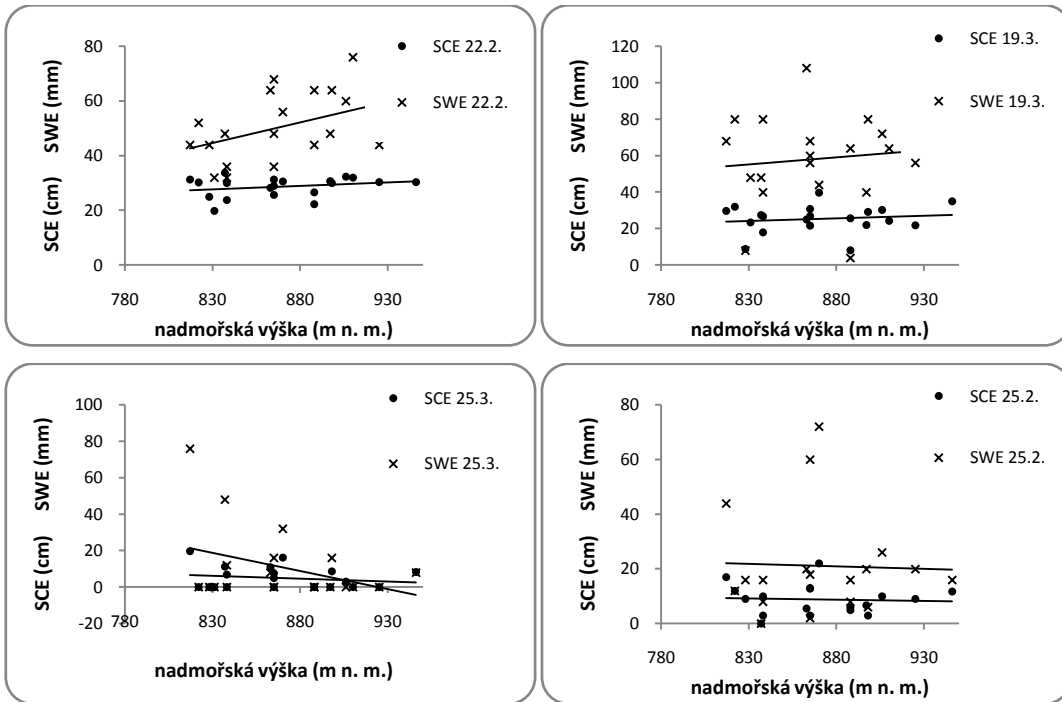 80
60
40
20
0
780
830
880
930
SCE (cm) SWE (mm)
nadmořská výška (m n. m.)
SCE 22.2.
SWE 22.2.
120
100
80
60
40
20
0
780
830
880
930
SCE (cm) SWE (mm)
nadmořská výška (m n. m.)
SCE 19.3.
SWE 19.3.
100
80
60
40
20
0
-20
780
830
880
930
SCE (cm) SWE (mm)
nadmořská výška (m n. m.)
SCE 25.3.
SWE 25.3.
80
60
40
20
0
780
830
880
930
SCE (cm) SWE (mm)
nadmořská výška (m n. m.)
SCE 25.2.
SWE 25.2.